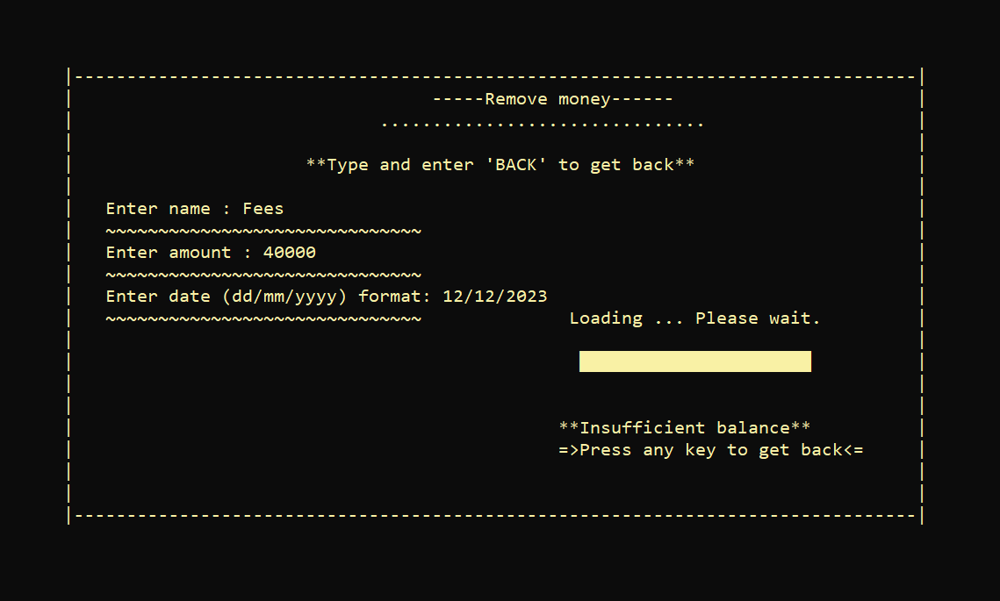 -----Remove money------
...............................
**Type and enter 'BACK' to get back**
Enter name : Fees
~~~~~~~~~~~~~~~~~~~~~~~~~~~~~~
Enter amount : 40000
~~~~~~~~~~~~~~~~~~~~~~~~~~~~~~
Enter date (dd/mm/yyyy) format: 12/12/2023
~~~~~~~~~~~~~~~~~~~~~~~~~~~~~~
Loading ... Please wait.
**Insufficient balance**
=>Press any key to get back<=